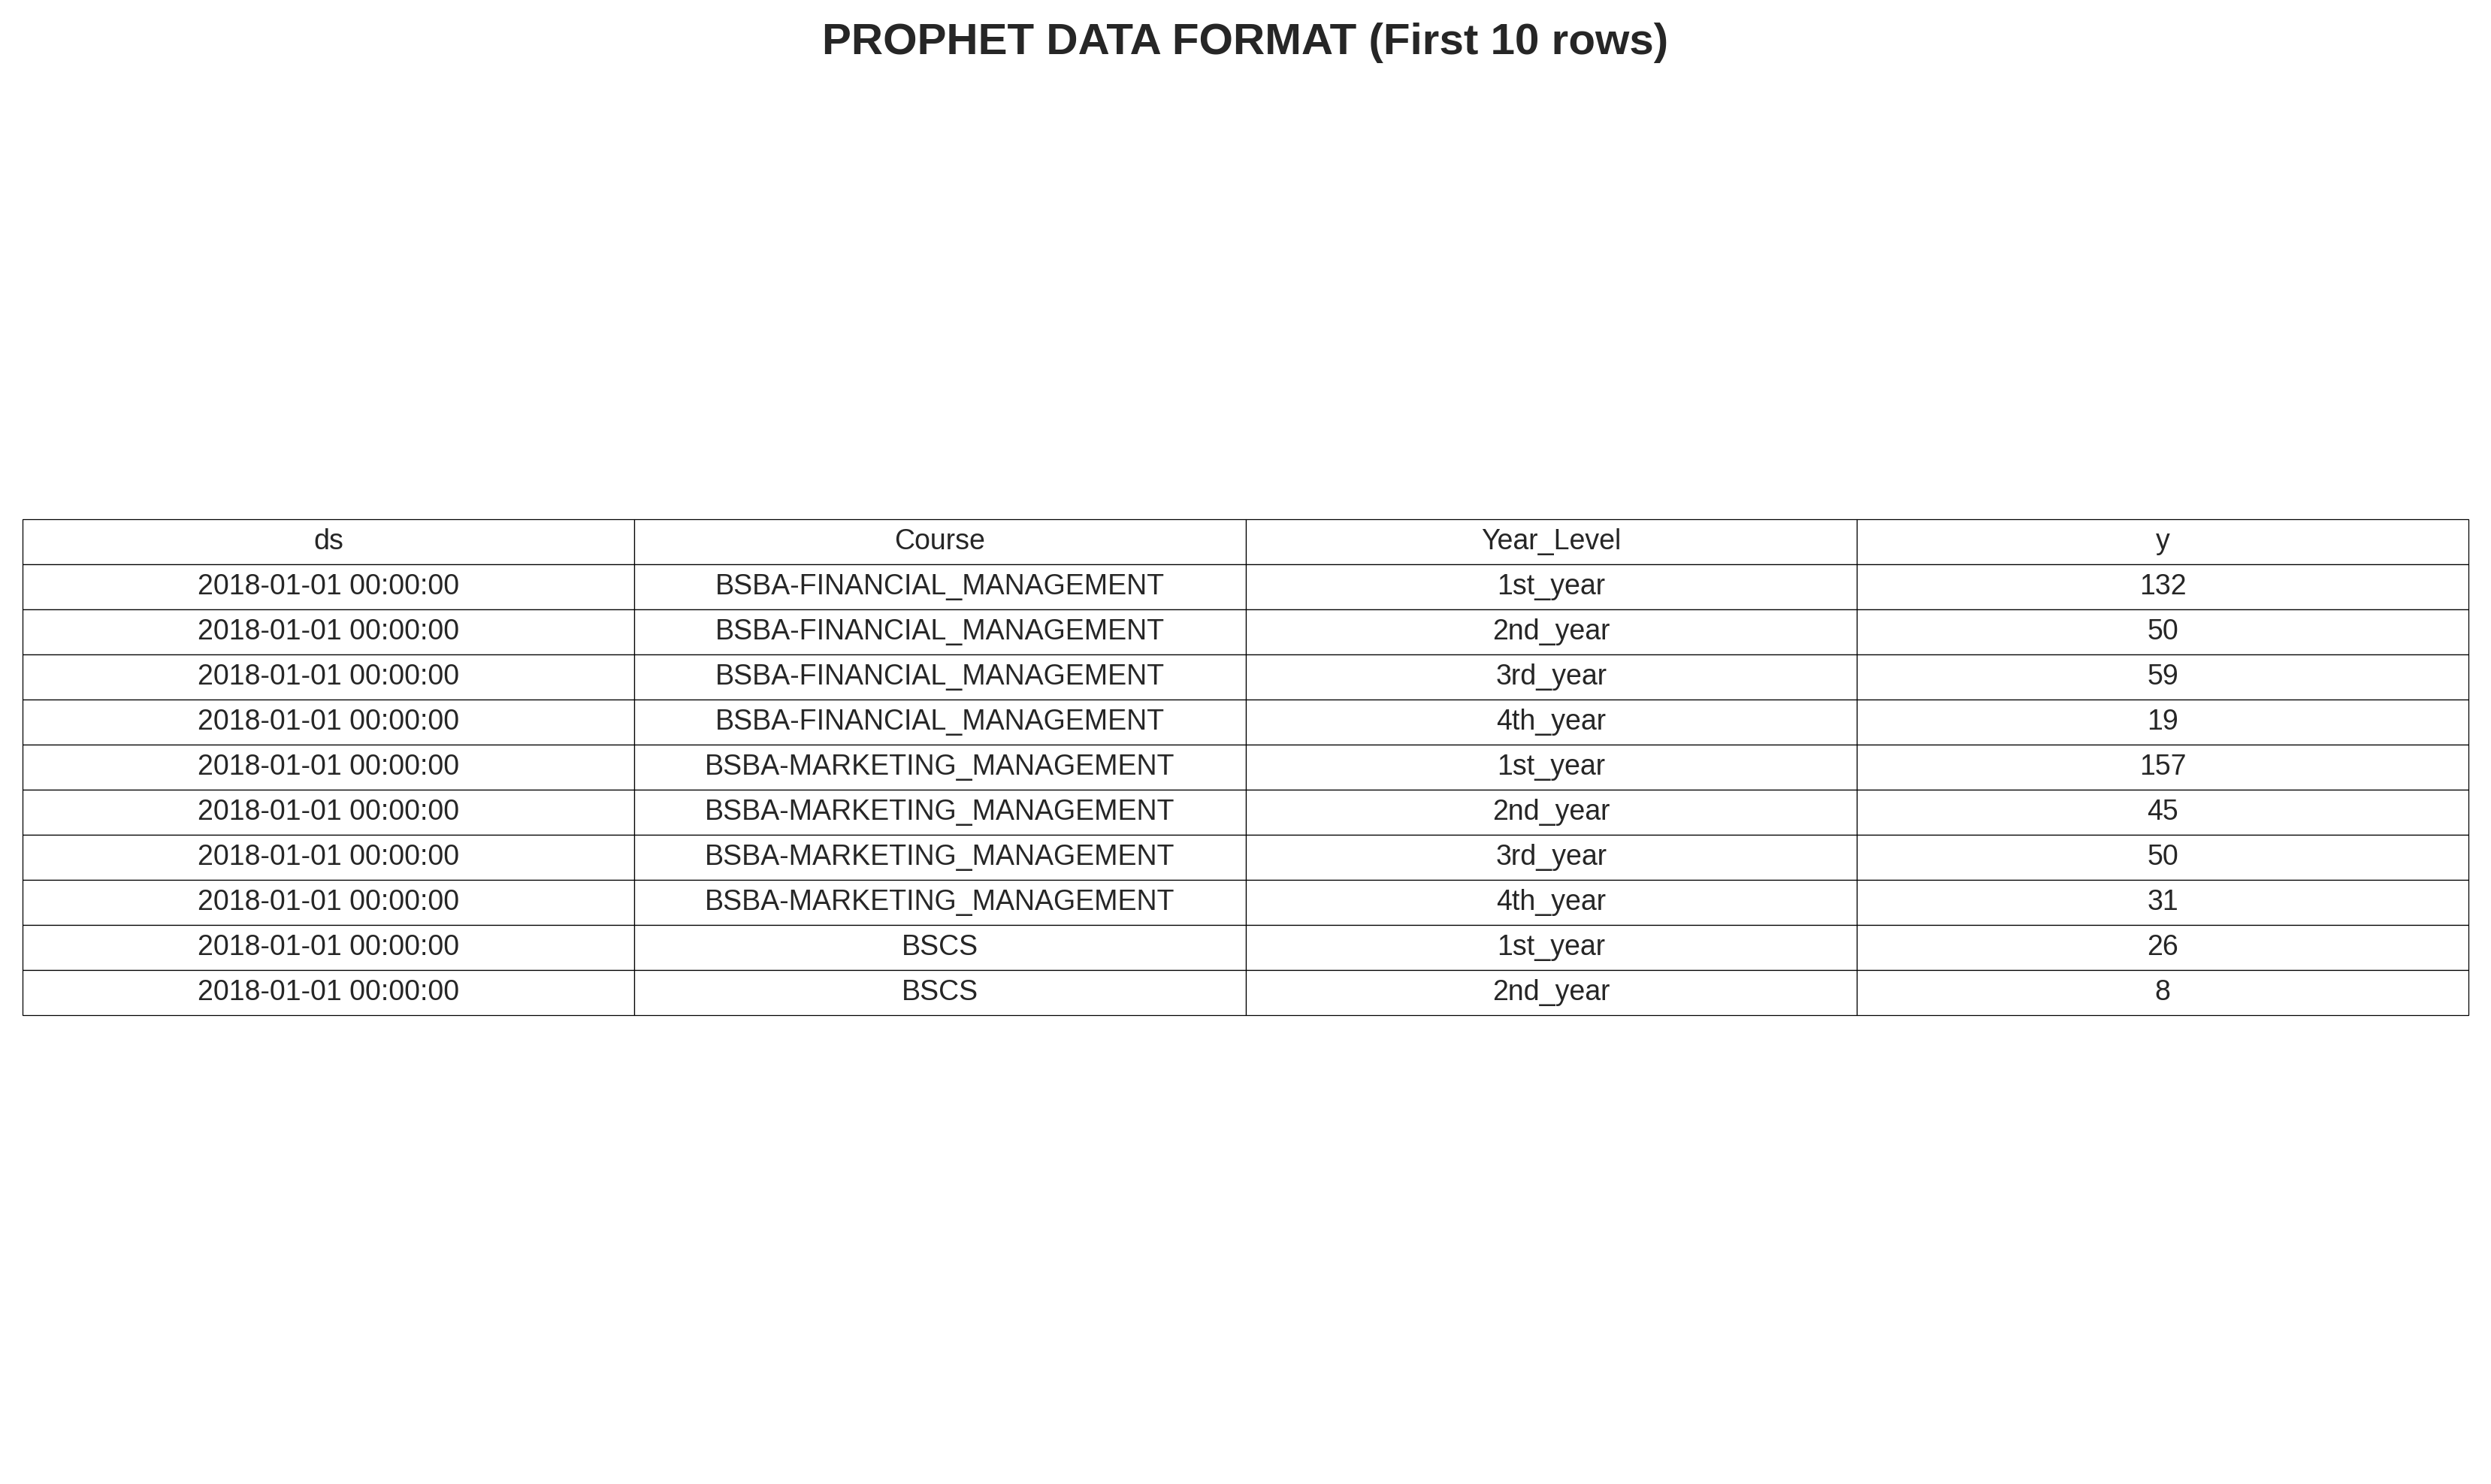 PROPHET DATA FORMAT (First 10 rows)
ds Course Year_Level y
2018-01-01 00:00:00 BSBA-FINANCIAL_MANAGEMENT 1st_year 132
2018-01-01 00:00:00 BSBA-FINANCIAL_MANAGEMENT 2nd_year 50
2018-01-01 00:00:00 BSBA-FINANCIAL_MANAGEMENT 3rd_year 59
2018-01-01 00:00:00 BSBA-FINANCIAL_MANAGEMENT 4th_year 19
2018-01-01 00:00:00 BSBA-MARKETING_MANAGEMENT 1st_year 157
2018-01-01 00:00:00 BSBA-MARKETING_MANAGEMENT 2nd_year 45
2018-01-01 00:00:00 BSBA-MARKETING_MANAGEMENT 3rd_year 50
2018-01-01 00:00:00 BSBA-MARKETING_MANAGEMENT 4th_year 31
2018-01-01 00:00:00 BSCS 1st_year 26
2018-01-01 00:00:00 BSCS 2nd_year 8